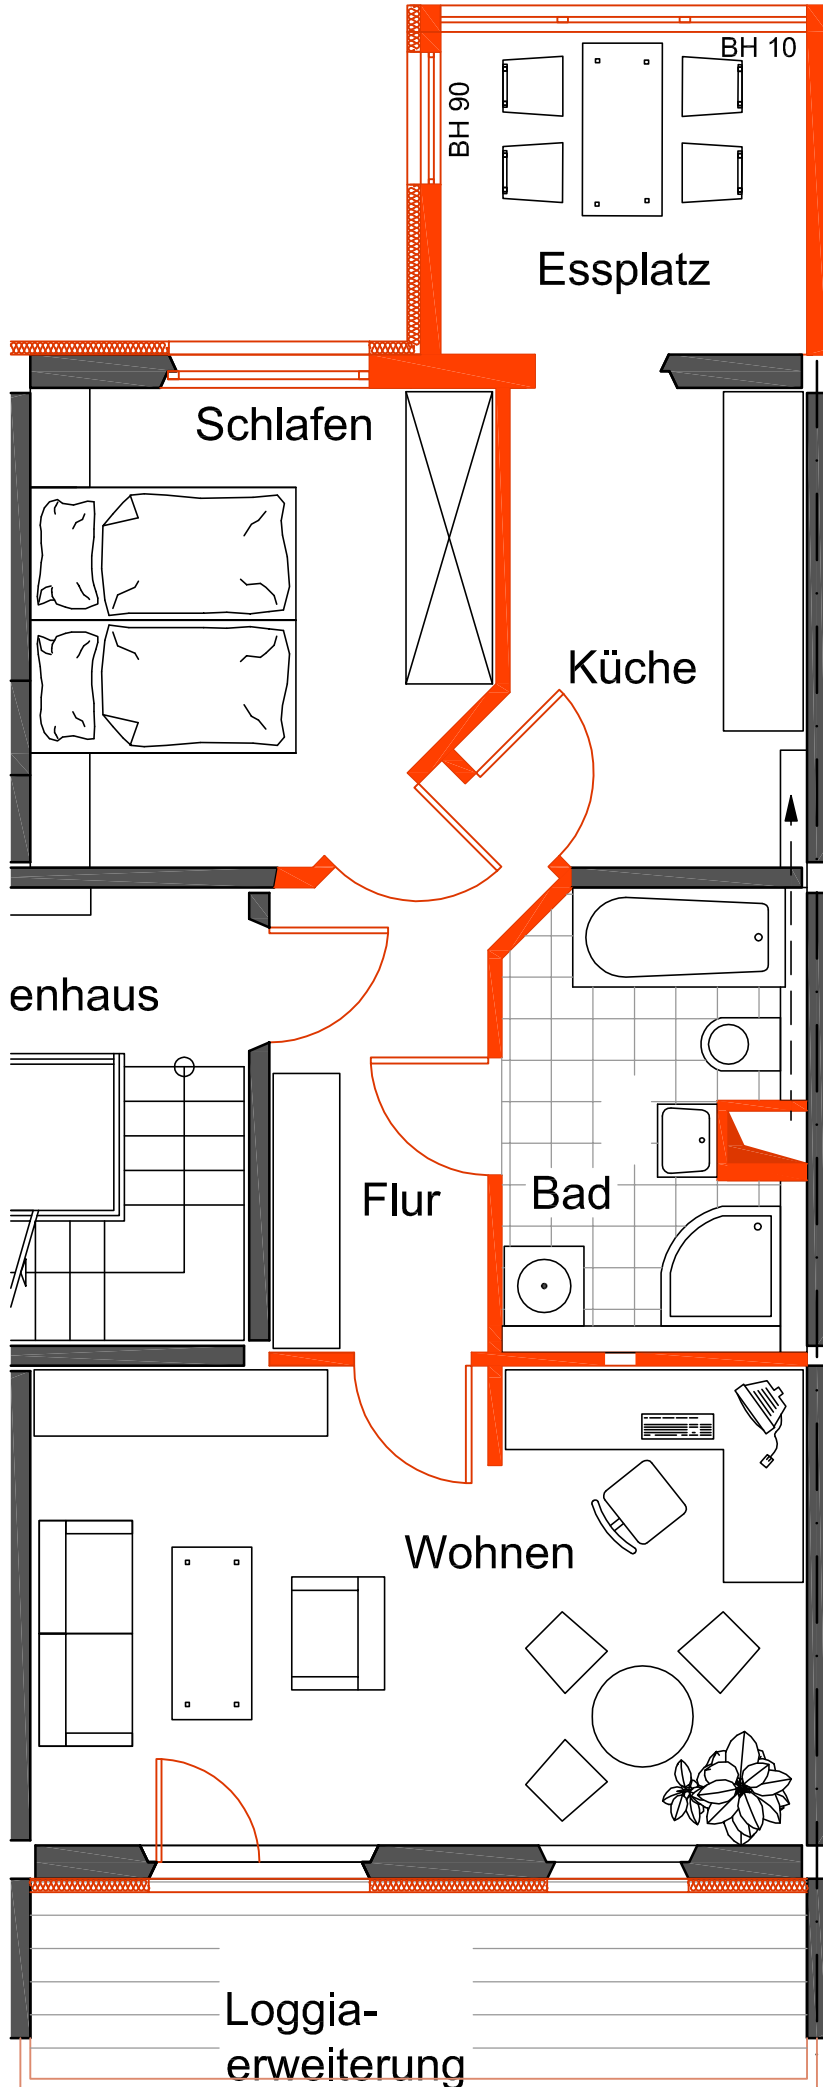 BH 10
BH 90
Essplatz
Schlafen
Küche
enhaus
Flur
Bad
Wohnen
Loggia-
erweiterung